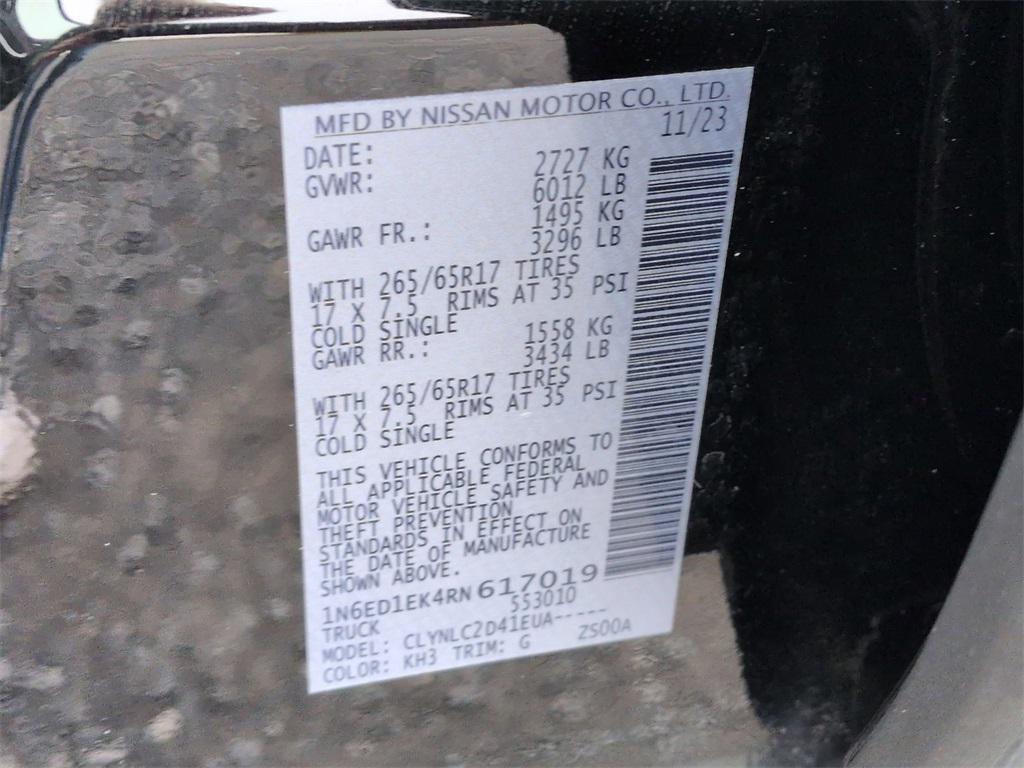 MFD BY NISSAN MOTOR CO., LTD.
DATE: 11/23
GVWR: 2727 KG
6012 LB
GAWR FR.: 1495 KG
3296 LB
WITH 265/65R17 TIRES
17 X 7.5 RIMS AT 35 PSI
COLD SINGLE
GAWR RR.: 1558 KG
3434 LB
WITH 265/65R17 TIRES
17 X 7.5 RIMS AT 35 PSI
COLD SINGLE
THIS VEHICLE CONFORMS TO
ALL APPLICABLE FEDERAL
MOTOR VEHICLE SAFETY AND
THEFT PREVENTION
STANDARDS IN EFFECT ON
THE DATE OF MANUFACTURE
SHOWN ABOVE.
1N6ED1EK4RN617019
TRUCK 553010
MODEL: CLYNLC2D41EUA-----
COLOR: KH3 TRIM: G ZS00A